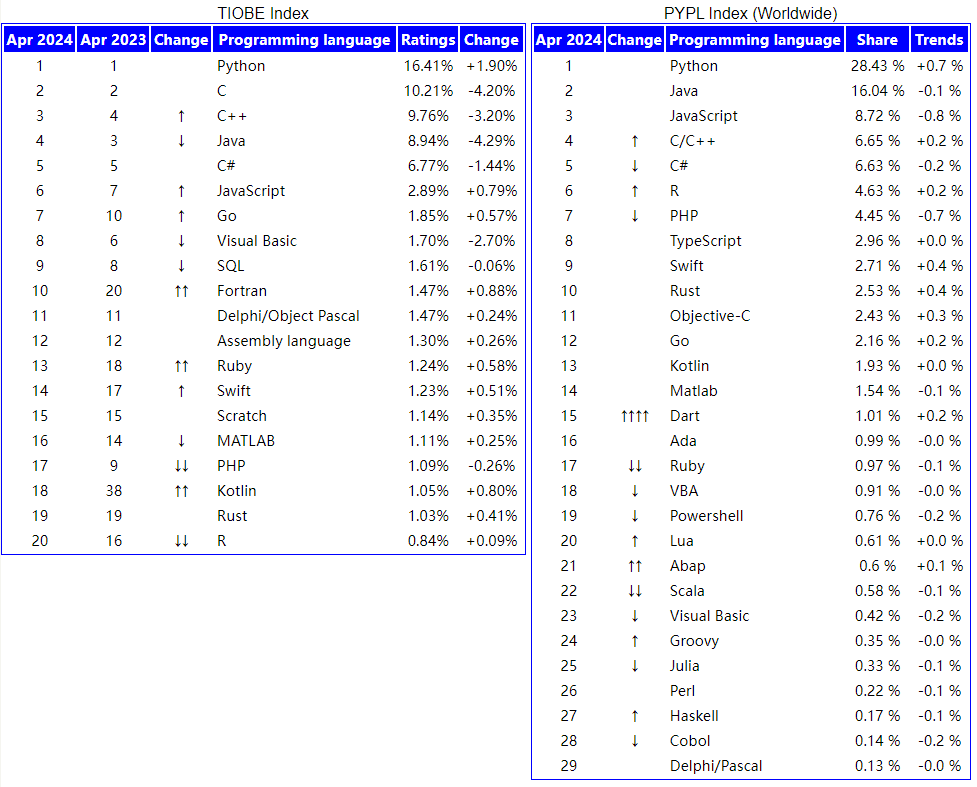 TIOBE Index
Apr 2024 Apr 2023 Change Programming language Ratings Change
1 1 Python 16.41% +1.90%
2 2 C 10.21% -4.20%
3 4 ↑ C++ 9.76% -3.20%
4 3 ↓ Java 8.94% -4.29%
5 5 C# 6.77% -1.44%
6 7 ↑ JavaScript 2.89% +0.79%
7 10 ↑ Go 1.85% +0.57%
8 6 ↓ Visual Basic 1.70% -2.70%
9 8 ↓ SQL 1.61% -0.06%
10 20 ↑↑ Fortran 1.47% +0.88%
11 11 Delphi/Object Pascal 1.47% +0.24%
12 12 Assembly language 1.30% +0.26%
13 18 ↑↑ Ruby 1.24% +0.58%
14 17 ↑ Swift 1.23% +0.51%
15 15 Scratch 1.14% +0.35%
16 14 ↓ MATLAB 1.11% +0.25%
17 9 ↓↓ PHP 1.09% -0.26%
18 38 ↑↑ Kotlin 1.05% +0.80%
19 19 Rust 1.03% +0.41%
20 16 ↓↓ R 0.84% +0.09%
PYPL Index (Worldwide)
Apr 2024 Change Programming language Share Trends
1 Python 28.43 % +0.7 %
2 Java 16.04 % -0.1 %
3 JavaScript 8.72 % -0.8 %
4 ↑ C/C++ 6.65 % +0.2 %
5 ↓ C# 6.63 % -0.2 %
6 ↑ R 4.63 % +0.2 %
7 ↓ PHP 4.45 % -0.7 %
8 TypeScript 2.96 % +0.0 %
9 Swift 2.71 % +0.4 %
10 Rust 2.53 % +0.4 %
11 Objective-C 2.43 % +0.3 %
12 Go 2.16 % +0.2 %
13 Kotlin 1.93 % +0.0 %
14 Matlab 1.54 % -0.1 %
15 ↑↑↑↑ Dart 1.01 % +0.2 %
16 Ada 0.99 % -0.0 %
17 ↓↓ Ruby 0.97 % -0.1 %
18 ↓ VBA 0.91 % -0.0 %
19 ↓ Powershell 0.76 % -0.2 %
20 ↑ Lua 0.61 % +0.0 %
21 ↑↑ Abap 0.6 % +0.1 %
22 ↓↓ Scala 0.58 % -0.1 %
23 ↓ Visual Basic 0.42 % -0.2 %
24 ↑ Groovy 0.35 % -0.0 %
25 ↓ Julia 0.33 % -0.1 %
26 Perl 0.22 % -0.1 %
27 ↑ Haskell 0.17 % -0.1 %
28 ↓ Cobol 0.14 % -0.2 %
29 Delphi/Pascal 0.13 % -0.0 %